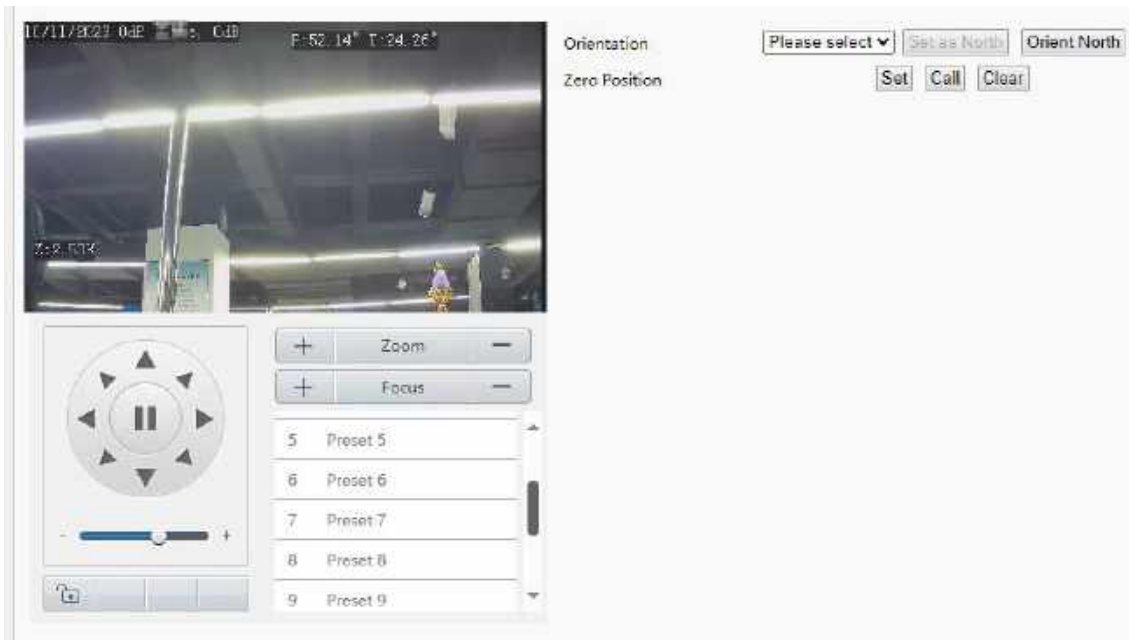 P:52.14° T:24.26°
Orientation
Please select
Set as North
Orient North
Zero Position
Set
Call
Clear
+ Zoom −
+ Focus −
5 Preset 5
6 Preset 6
7 Preset 7
8 Preset 8
9 Preset 9
- +